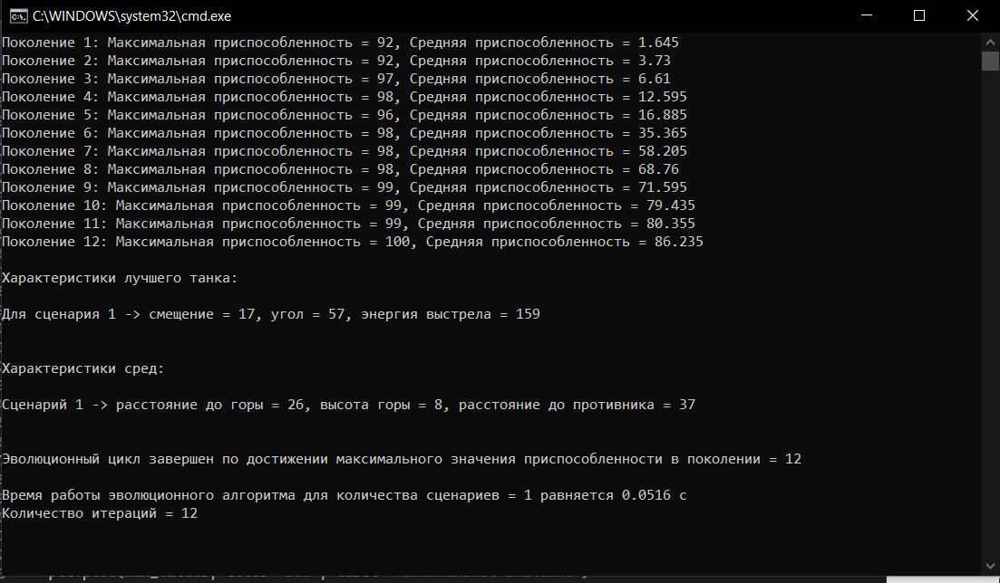 C:\WINDOWS\system32\cmd.exe
Поколение 1: Максимальная приспособленность = 92, Средняя приспособленность = 1.645
Поколение 2: Максимальная приспособленность = 92, Средняя приспособленность = 3.73
Поколение 3: Максимальная приспособленность = 97, Средняя приспособленность = 6.61
Поколение 4: Максимальная приспособленность = 98, Средняя приспособленность = 12.595
Поколение 5: Максимальная приспособленность = 96, Средняя приспособленность = 16.885
Поколение 6: Максимальная приспособленность = 98, Средняя приспособленность = 35.365
Поколение 7: Максимальная приспособленность = 98, Средняя приспособленность = 58.205
Поколение 8: Максимальная приспособленность = 98, Средняя приспособленность = 68.76
Поколение 9: Максимальная приспособленность = 99, Средняя приспособленность = 71.595
Поколение 10: Максимальная приспособленность = 99, Средняя приспособленность = 79.435
Поколение 11: Максимальная приспособленность = 99, Средняя приспособленность = 80.355
Поколение 12: Максимальная приспособленность = 100, Средняя приспособленность = 86.235
Характеристики лучшего танка:
Для сценария 1 -> смещение = 17, угол = 57, энергия выстрела = 159
Характеристики сред:
Сценарий 1 -> расстояние до горы = 26, высота горы = 8, расстояние до противника = 37
Эволюционный цикл завершен по достижении максимального значения приспособленности в поколении = 12
Время работы эволюционного алгоритма для количества сценариев = 1 равняется 0.0516 с
Количество итераций = 12